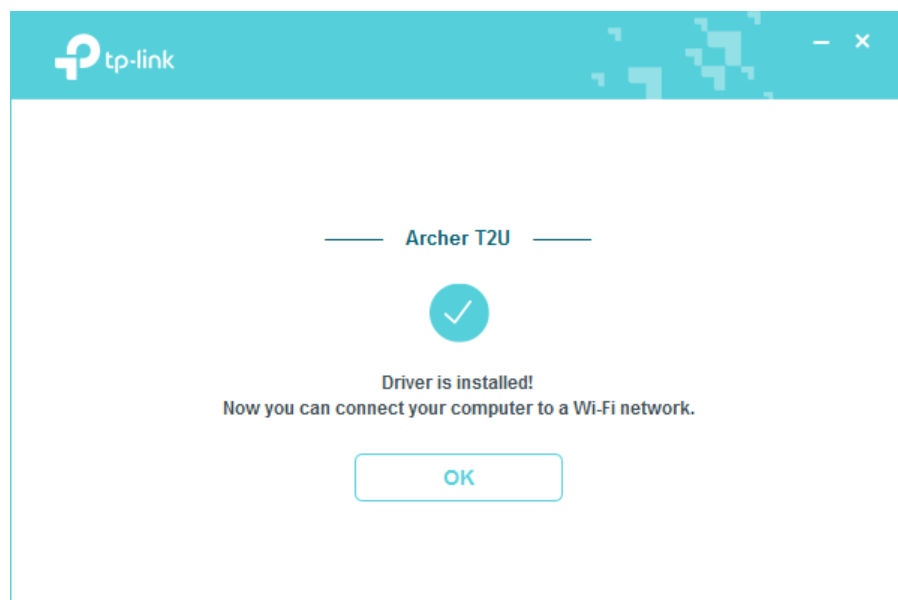 tp-link
Archer T2U
Driver is installed!
Now you can connect your computer to a Wi-Fi network.
OK